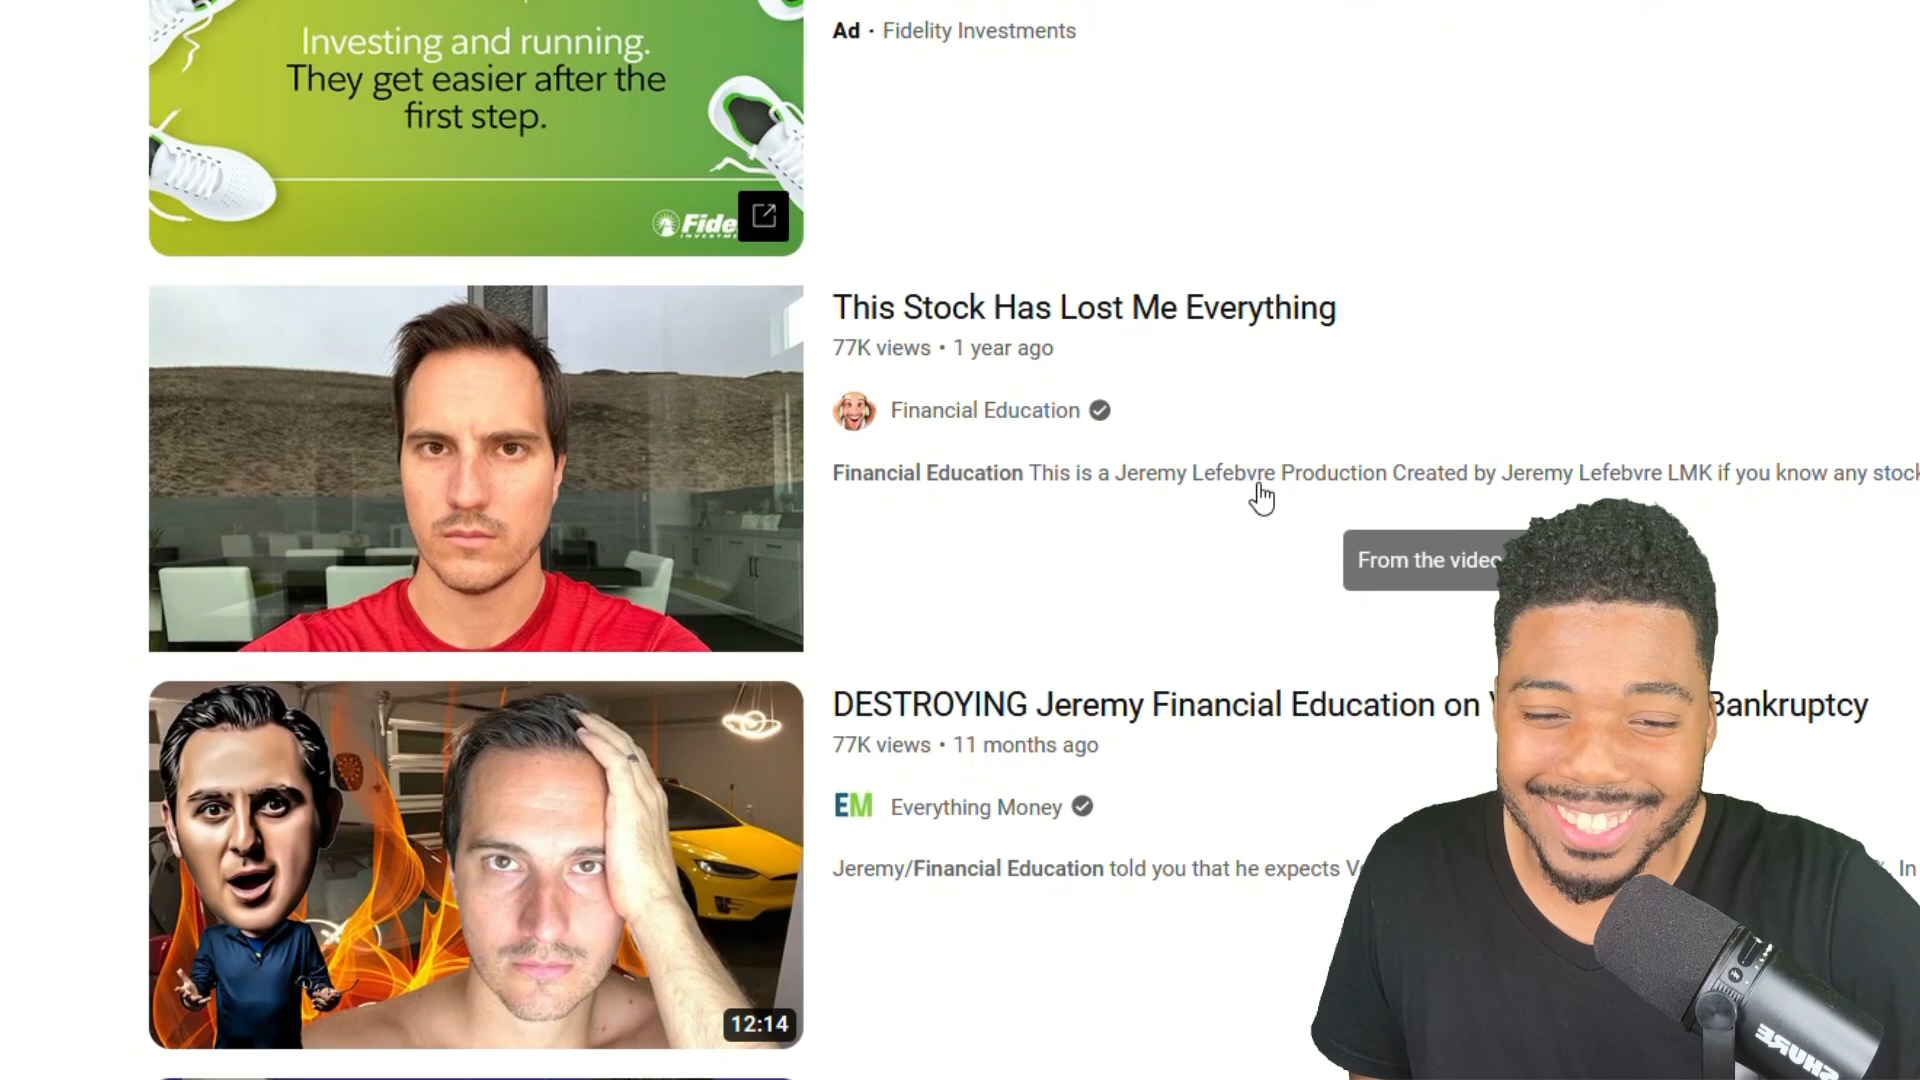 Investing and running.
They get easier after the
first step.
Ad · Fidelity Investments
This Stock Has Lost Me Everything
77K views • 1 year ago
Financial Education
Financial Education This is a Jeremy Lefebvre Production Created by Jeremy Lefebvre LMK if you know any stock
From the video
DESTROYING Jeremy Financial Education on Bankruptcy
77K views • 11 months ago
EM Everything Money
Jeremy/Financial Education told you that he expects In
12:14
SHURE